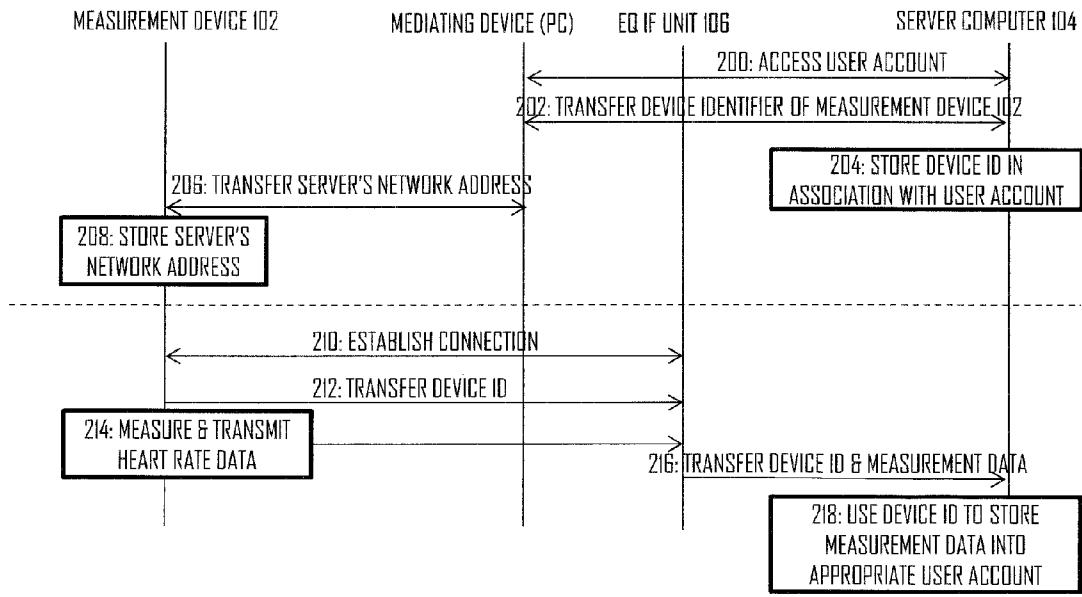 MEASUREMENT DEVICE 102
MEDIATING DEVICE (PC)
EQ IF UNIT 106
SERVER COMPUTER 104
200: ACCESS USER ACCOUNT
202: TRANSFER DEVICE IDENTIFIER OF MEASUREMENT DEVICE 102
204: STORE DEVICE ID IN
ASSOCIATION WITH USER ACCOUNT
206: TRANSFER SERVER'S NETWORK ADDRESS
208: STORE SERVER'S
NETWORK ADDRESS
210: ESTABLISH CONNECTION
212: TRANSFER DEVICE ID
214: MEASURE & TRANSMIT
HEART RATE DATA
216: TRANSFER DEVICE ID & MEASUREMENT DATA
218: USE DEVICE ID TO STORE
MEASUREMENT DATA INTO
APPROPRIATE USER ACCOUNT